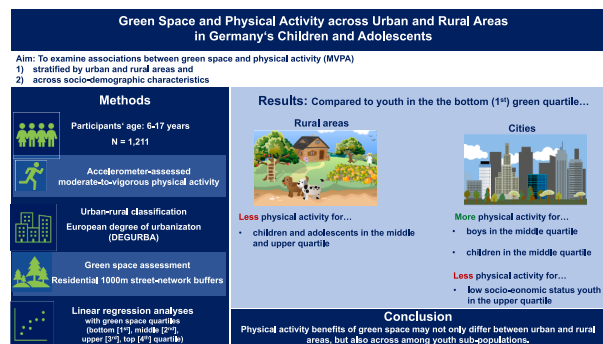 Green Space and Physical Activity across Urban and Rural Areas
in Germany‘s Children and Adolescents
Aim: To examine associations between green space and physical activity (MVPA)
1) stratified by urban and rural areas and
2) across socio-demographic characteristics
Methods
Participants‘ age: 6-17 years
N = 1,211
Accelerometer-assessed
moderate-to-vigorous physical activity
Urban-rural classification
European degree of urbanizaton
(DEGURBA)
Green space assessment
Residential 1000m street-network buffers
Linear regression analyses
with green space quartiles
(bottom [1st], middle [2nd],
upper [3rd], top [4th] quartile)
Results: Compared to youth in the the bottom (1st) green quartile…
Rural areas
Less physical activity for…
• children and adolescents in the middle
and upper quartile
Cities
More physical activity for…
• boys in the middle quartile
• children in the middle quartile
Less physical activity for…
• low socio-eonomic status youth
in the upper quartile
Conclusion
Physical activity benefits of green space may not only differ between urban and rural
areas, but also across among youth sub-populations.